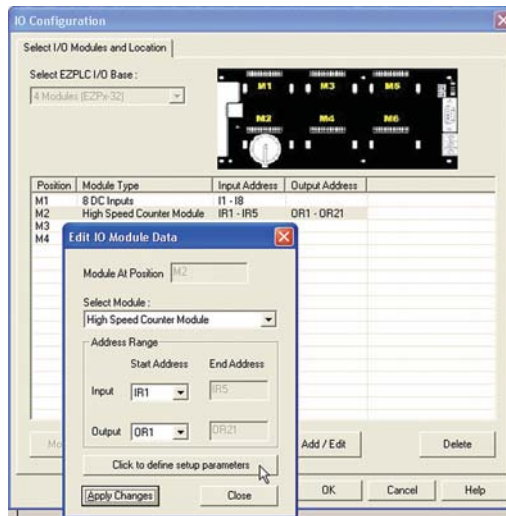 IO Configuration
Select I/O Modules and Location
Select EZPLC I/O Base :
4 Modules (EZPx-32)
M1 M3 M5
M2 M4 M6
Position Module Type Input Address Output Address
M1 8 DC Inputs I1 - I8
M2 High Speed Counter Module IR1 - IR5 OR1 - OR21
M3
M4
Edit IO Module Data
Module At Position M2
Select Module :
High Speed Counter Module
Address Range
Start Address End Address
Input IR1 IR5
Output OR1 OR21
Click to define setup parameters
Apply Changes Close
Add / Edit Delete
OK Cancel Help